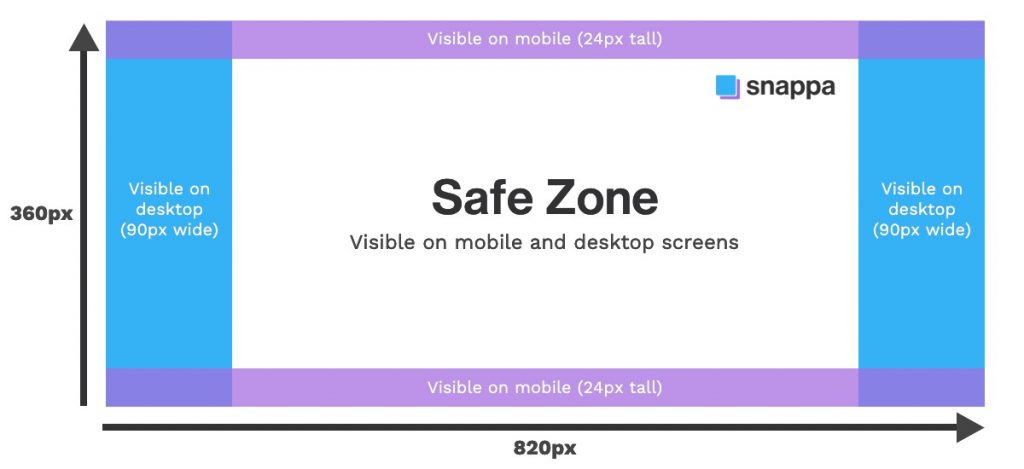 Visible on mobile (24px tall)
snappa
360px
Visible on
desktop
(90px wide)
Safe Zone
Visible on mobile and desktop screens
Visible on
desktop
(90px wide)
Visible on mobile (24px tall)
820px